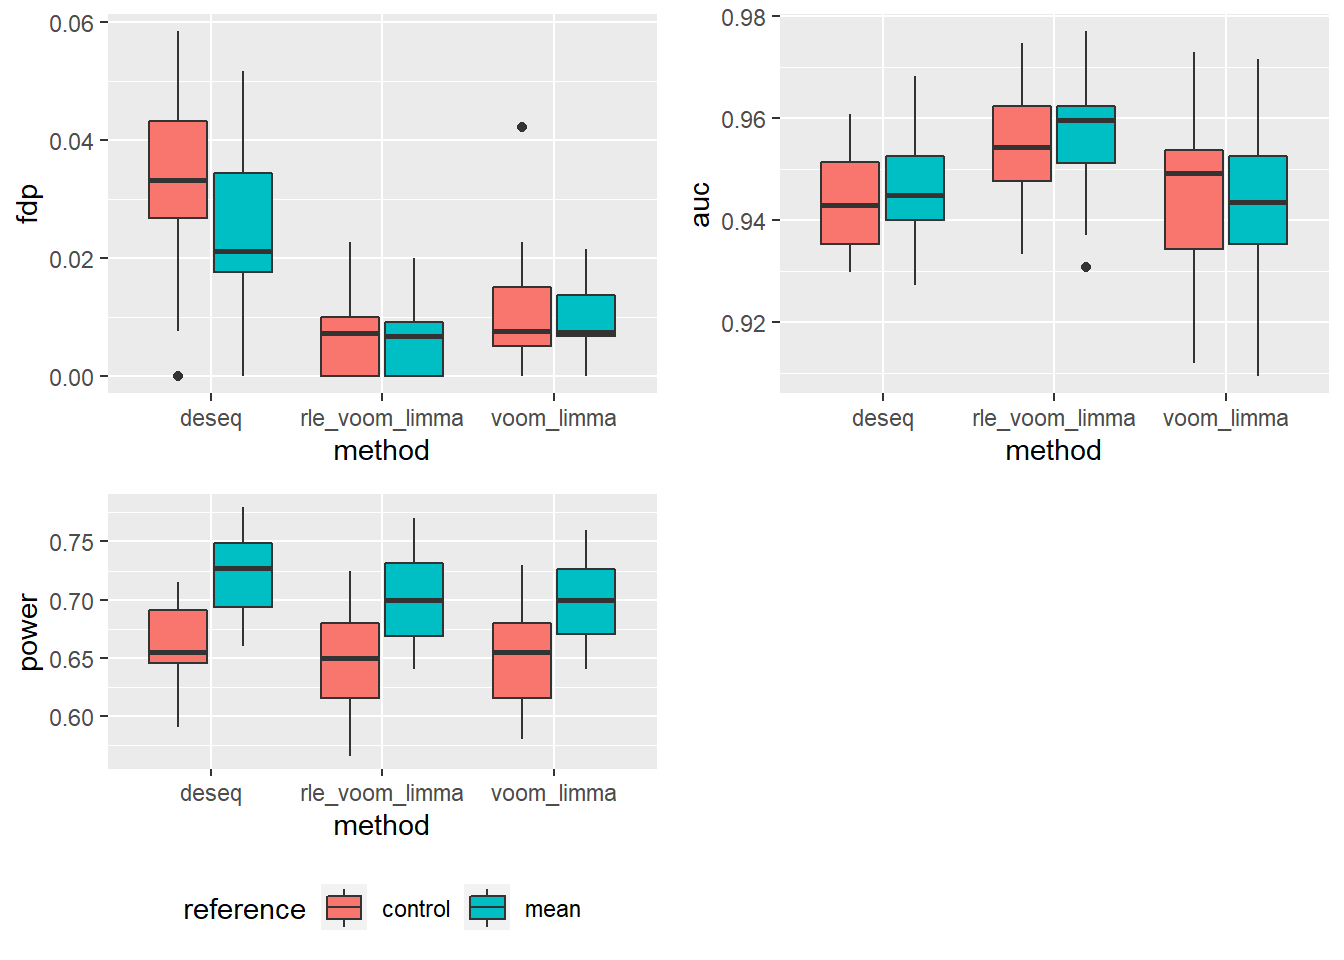 fdp
0.06
0.04
0.02
0.00
deseq rle_voom_limma voom_limma
method
auc
0.98
0.96
0.94
0.92
deseq rle_voom_limma voom_limma
method
power
0.75
0.70
0.65
0.60
deseq rle_voom_limma voom_limma
method
reference control mean